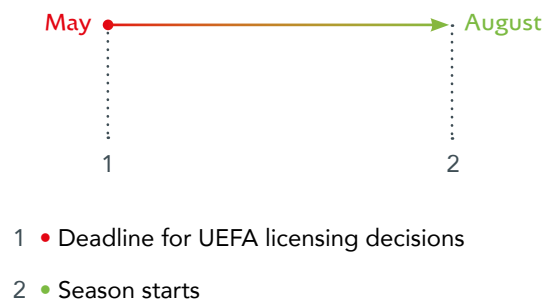 May August
1 2
1 • Deadline for UEFA licensing decisions
2 • Season starts